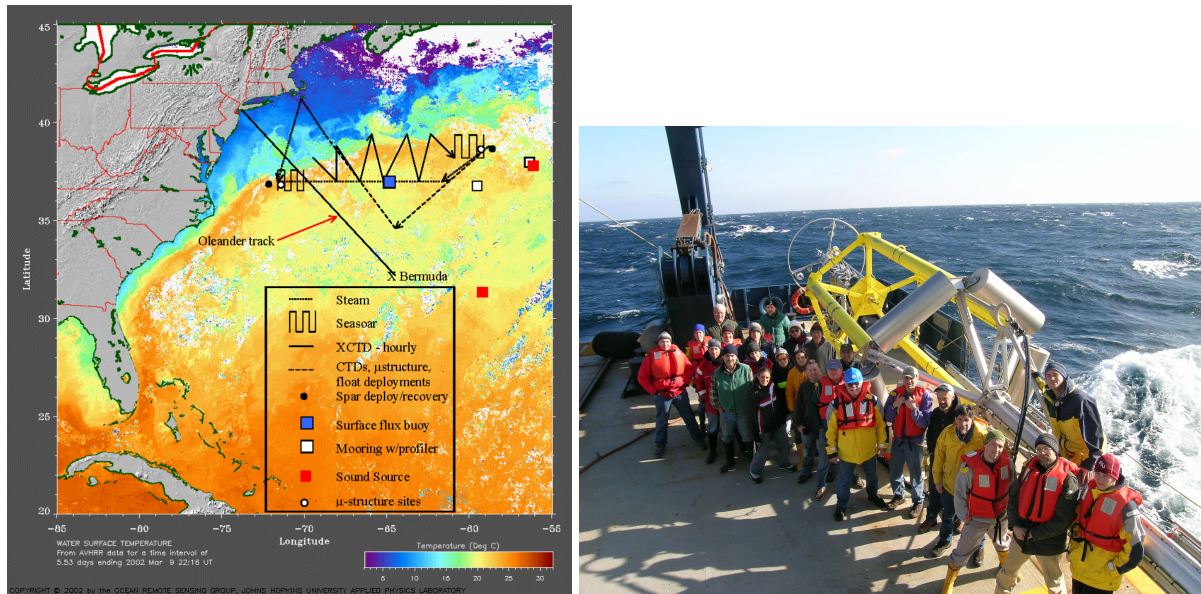 45
40
35
30
25
20
Latitude
-85
-80
-75
-70
-65
-60
-55
Longitude
Oleander track
X Bermuda
Steam
Seasoar
XCTD - hourly
CTDs, µstructure,
float deployments
Spar deploy/recovery
Surface flux buoy
Mooring w/profiler
Sound Source
µ-structure sites
WATER SURFACE TEMPERATURE
From AVHRR data for a time interval of
5.53 days ending 2002 Mar 9 22:16 UT
Temperature (Deg C)
5 10 15 20 25 30
COPYRIGHT © 2002 by the OCEAN REMOTE SENSING GROUP, JOHNS HOPKINS UNIVERSITY APPLIED PHYSICS LABORATORY